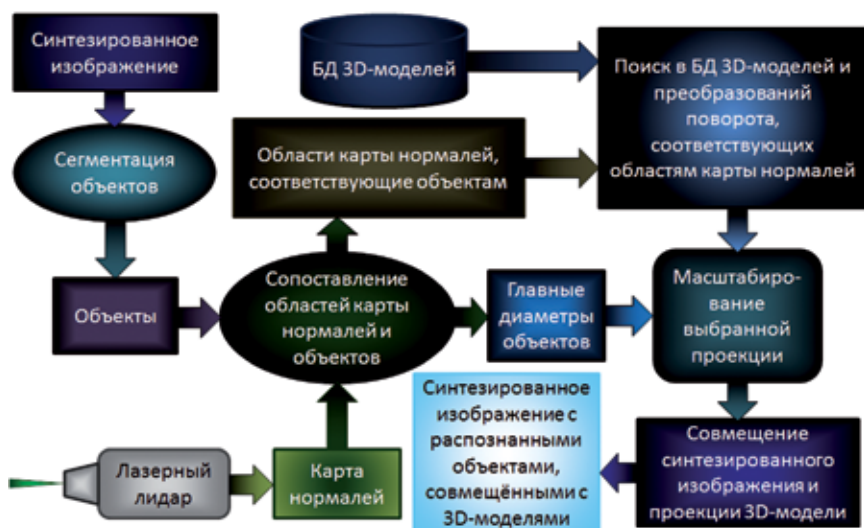 Синтезированное
изображение
БД 3D-моделей
Поиск в БД 3D-моделей и
преобразований
поворота,
соответствующих
областям карты нормалей
Сегментация
объектов
Области карты нормалей,
соответствующие объектам
Объекты
Сопоставление
областей карты
нормалей и
объектов
Главные
диаметры
объектов
Масштабиро-
вание
выбранной
проекции
Лазерный
лидар
Карта
нормалей
Синтезированное
изображение с
распознанными
объектами,
совмещёнными с
3D-моделями
Совмещение
синтезированного
изображения и
проекции 3D-модели